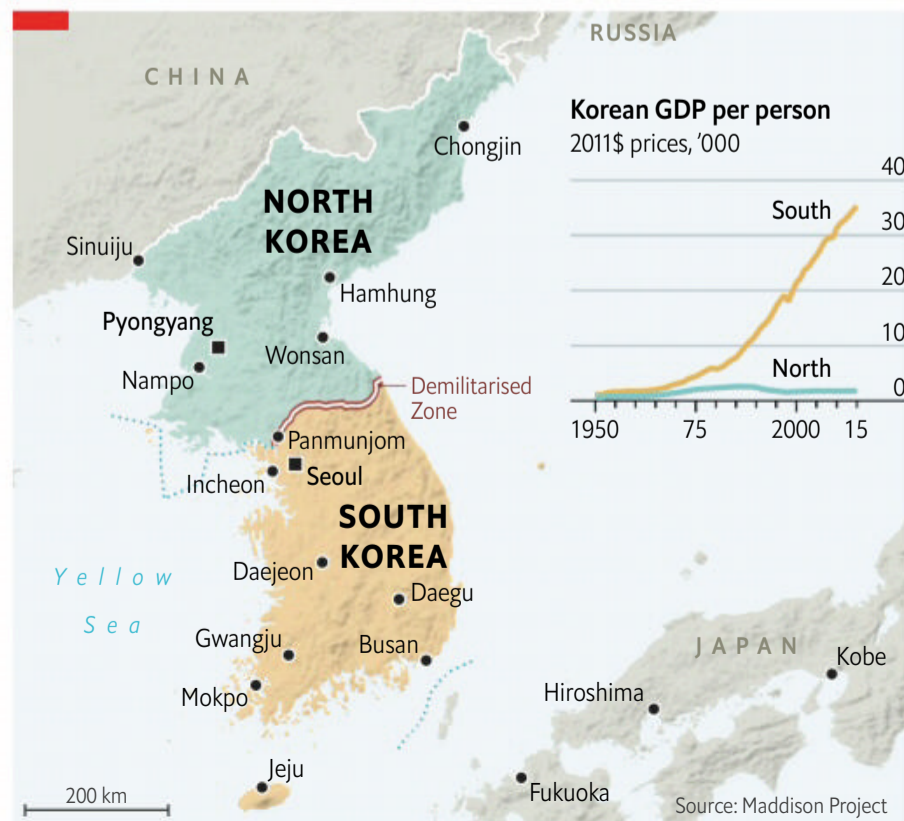 RUSSIA
CHINA
Korean GDP per person
2011$ prices, ’000
Chongjin
40
NORTH
KOREA
South
30
Sinuiju
Hamhung
20
Pyongyang
Wonsan
10
Nampo
North
Demilitarised
Zone
0
1950
75
2000
15
Panmunjom
Incheon
Seoul
SOUTH
KOREA
Daejeon
Yellow
Sea
Daegu
Gwangju
Busan
JAPAN
Kobe
Mokpo
Hiroshima
Jeju
200 km
Fukuoka
Source: Maddison Project